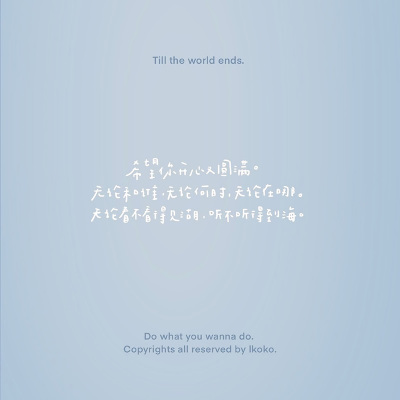 Till the world ends.
希望你开心又圓满。
无论和谁，无论何时，无论在哪。
无论看不看得见湖，听不听得到海。
Do what you wanna do.
Copyrights all reserved by Ikoko.